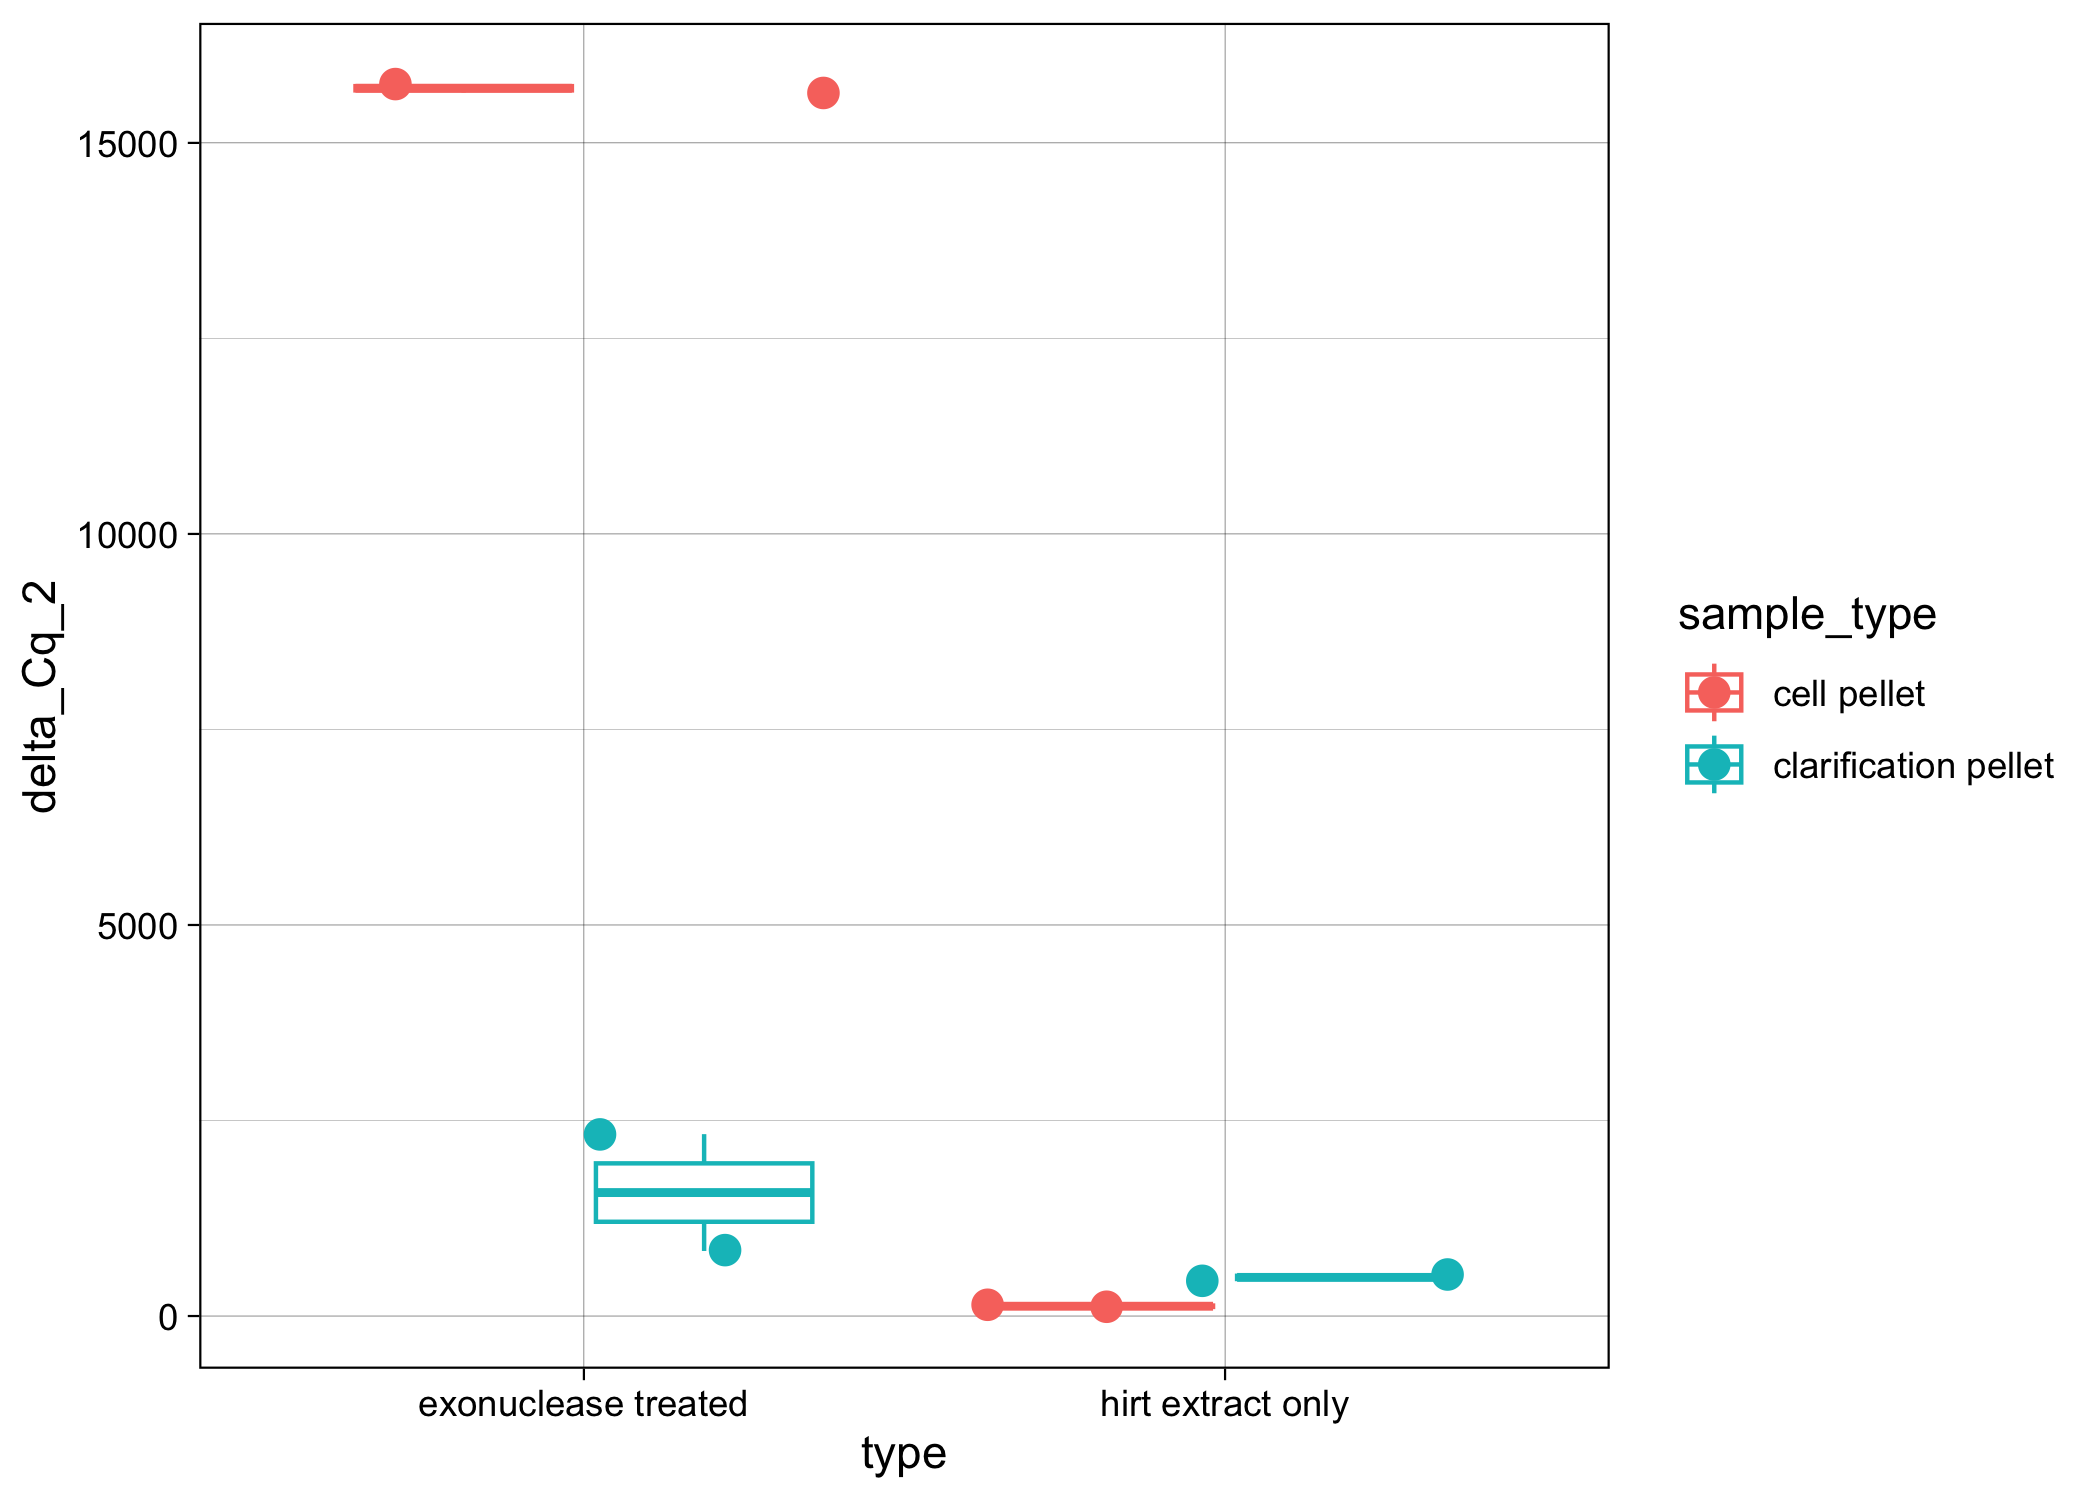 15000
10000
5000
0
delta_Cq_2
exonuclease treated
hirt extract only
type
sample_type
cell pellet
clarification pellet